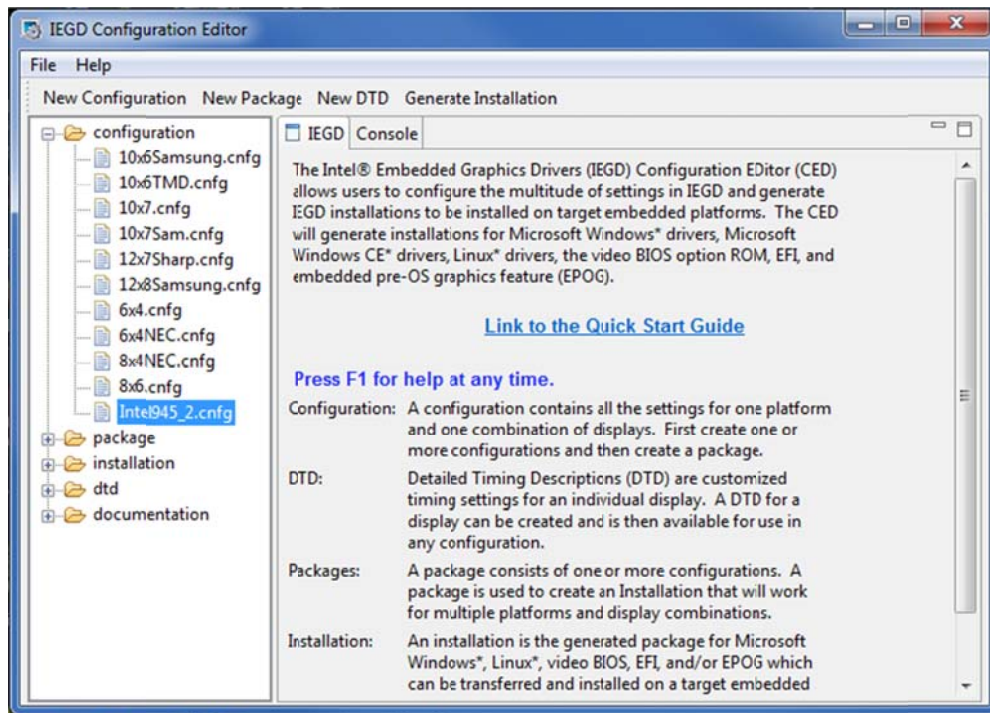 IEGD Configuration Editor
File Help
New Configuration New Package New DTD Generate Installation
configuration
10x6Samsung.cnfg
10x6TMD.cnfg
10x7.cnfg
10x7Sam.cnfg
12x7Sharp.cnfg
12x8Samsung.cnfg
6x4.cnfg
6x4NEC.cnfg
8x4NEC.cnfg
8x6.cnfg
Intel945_2.cnfg
package
installation
dtd
documentation
IEGD Console
The Intel® Embedded Graphics Drivers (IEGD) Configuration EDitor (CED)
allows users to configure the multitude of settings in IEGD and generate
IEGD installations to be installed on target embedded platforms. The CED
will generate installations for Microsoft Windows* drivers, Microsoft
Windows CE* drivers, Linux* drivers, the video BIOS option ROM, EFI, and
embedded pre-OS graphics feature (EPOG).
Link to the Quick Start Guide
Press F1 for help at any time.
Configuration: A configuration contains all the settings for one platform
and one combination of displays. First create one or
more configurations and then create a package.
DTD: Detailed Timing Descriptions (DTD) are customized
timing settings for an individual display. A DTD for a
display can be created and is then available for use in
any configuration.
Packages: A package consists of one or more configurations. A
package is used to create an Installation that will work
for multiple platforms and display combinations.
Installation: An installation is the generated package for Microsoft
Windows*, Linux*, video BIOS, EFI, and/or EPOG which
can be transferred and installed on a target embedded